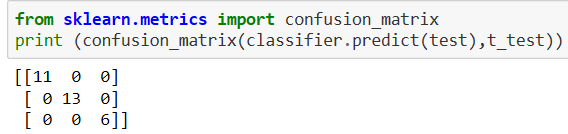 from sklearn.metrics import confusion_matrix
print (confusion_matrix(classifier.predict(test),t_test))
[[11  0  0]
 [ 0 13  0]
 [ 0  0  6]]